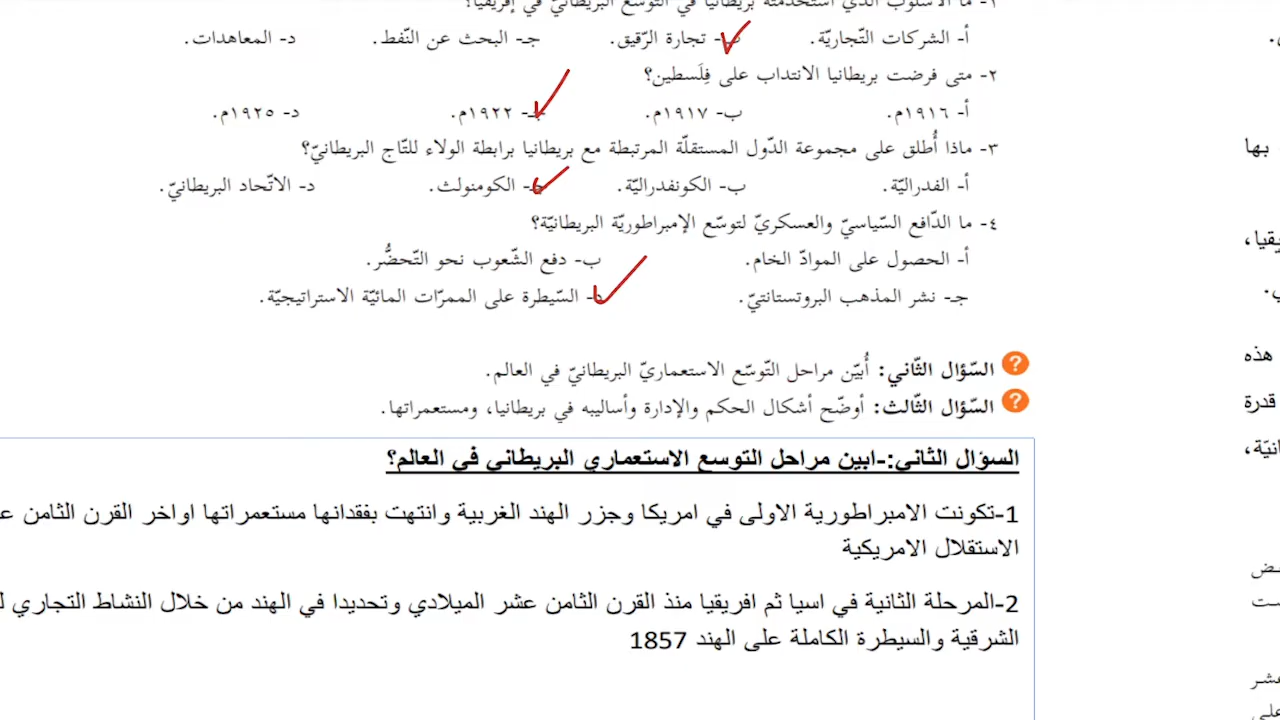 ١- ما الأسلوب الذي استخدمته بريطانيا في التوسع البريطانيّ في إفريقيا؟
أ- الشركات التّجاريّة. ب- تجارة الرّقيق. جـ- البحث عن النّفط. د- المعاهدات.
٢- متى فرضت بريطانيا الانتداب على فِلَسطين؟
أ- ١٩١٦م. ب- ١٩١٧م. جـ- ١٩٢٢م. د- ١٩٢٥م.
٣- ماذا أُطلق على مجموعة الدّول المستقلّة المرتبطة مع بريطانيا برابطة الولاء للتّاج البريطانيّ؟
أ- الفدراليّة. ب- الكونفدراليّة. جـ- الكومنولث. د- الاتّحاد البريطانيّ.
٤- ما الدّافع السّياسيّ والعسكريّ لتوسّع الإمبراطوريّة البريطانيّة؟
أ- الحصول على الموادّ الخام. ب- دفع الشّعوب نحو التّحضُّر.
جـ- نشر المذهب البروتستانتيّ. د- السّيطرة على الممرّات المائيّة الاستراتيجيّة.
؟ السّؤال الثّاني: أُبيّن مراحل التّوسّع الاستعماريّ البريطانيّ في العالم.
؟ السّؤال الثّالث: أوضّح أشكال الحكم والإدارة وأساليبه في بريطانيا، ومستعمراتها.
السؤال الثاني:-ابين مراحل التوسع الاستعماري البريطاني في العالم؟
1-تكونت الامبراطورية الاولى في امريكا وجزر الهند الغربية وانتهت بفقدانها مستعمراتها اواخر القرن الثامن
الاستقلال الامريكية
2-المرحلة الثانية في اسيا ثم افريقيا منذ القرن الثامن عشر الميلادي وتحديدا في الهند من خلال النشاط التجاري
الشرقية والسيطرة الكاملة على الهند 1857
بها
هذه
قدرة